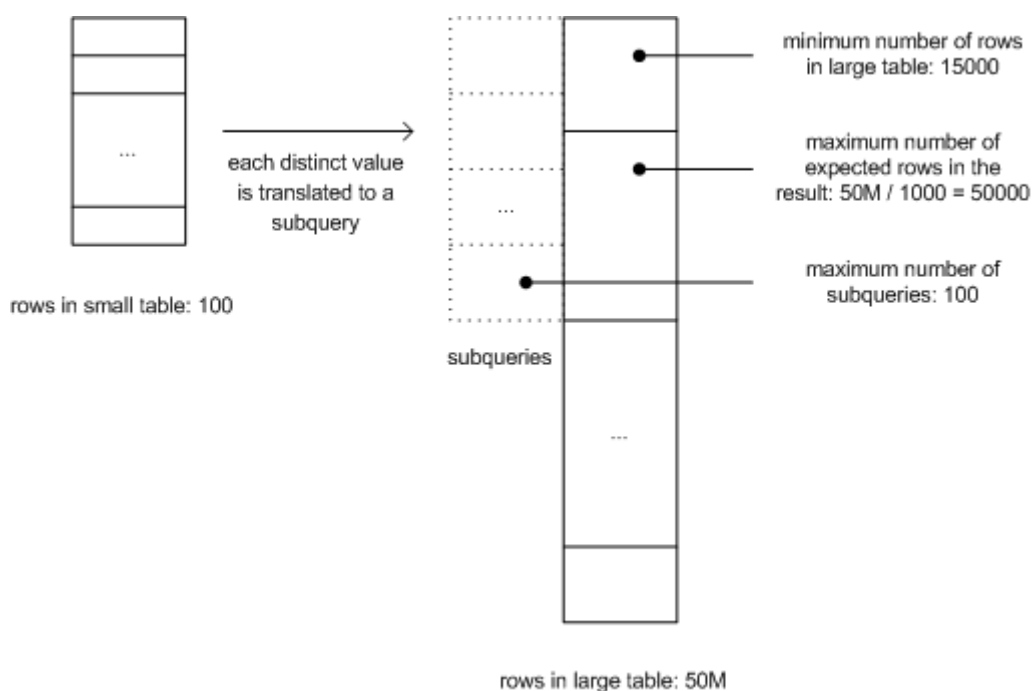 ...
rows in small table: 100
each distinct value
is translated to a
subquery
...
subqueries
minimum number of rows
in large table: 15000
maximum number of
expected rows in the
result: 50M / 1000 = 50000
maximum number of
subqueries: 100
...
rows in large table: 50M